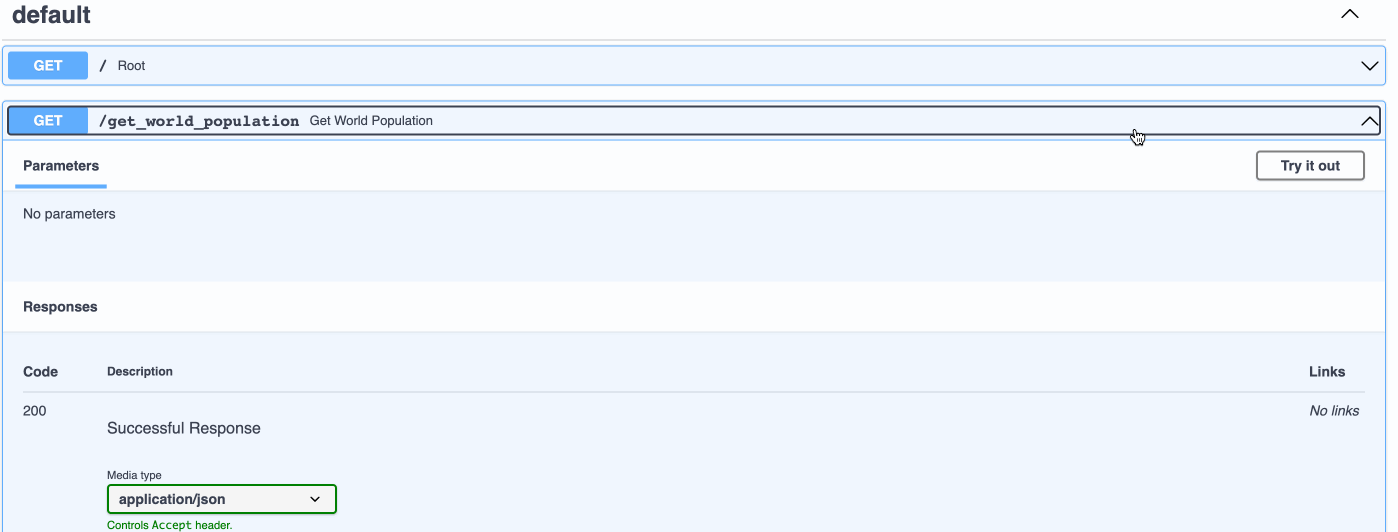 default
GET / Root
GET /get_world_population Get World Population
Parameters Try it out
No parameters
Responses
Code Description Links
200 No links
Successful Response
Media type
application/json
Controls Accept header.